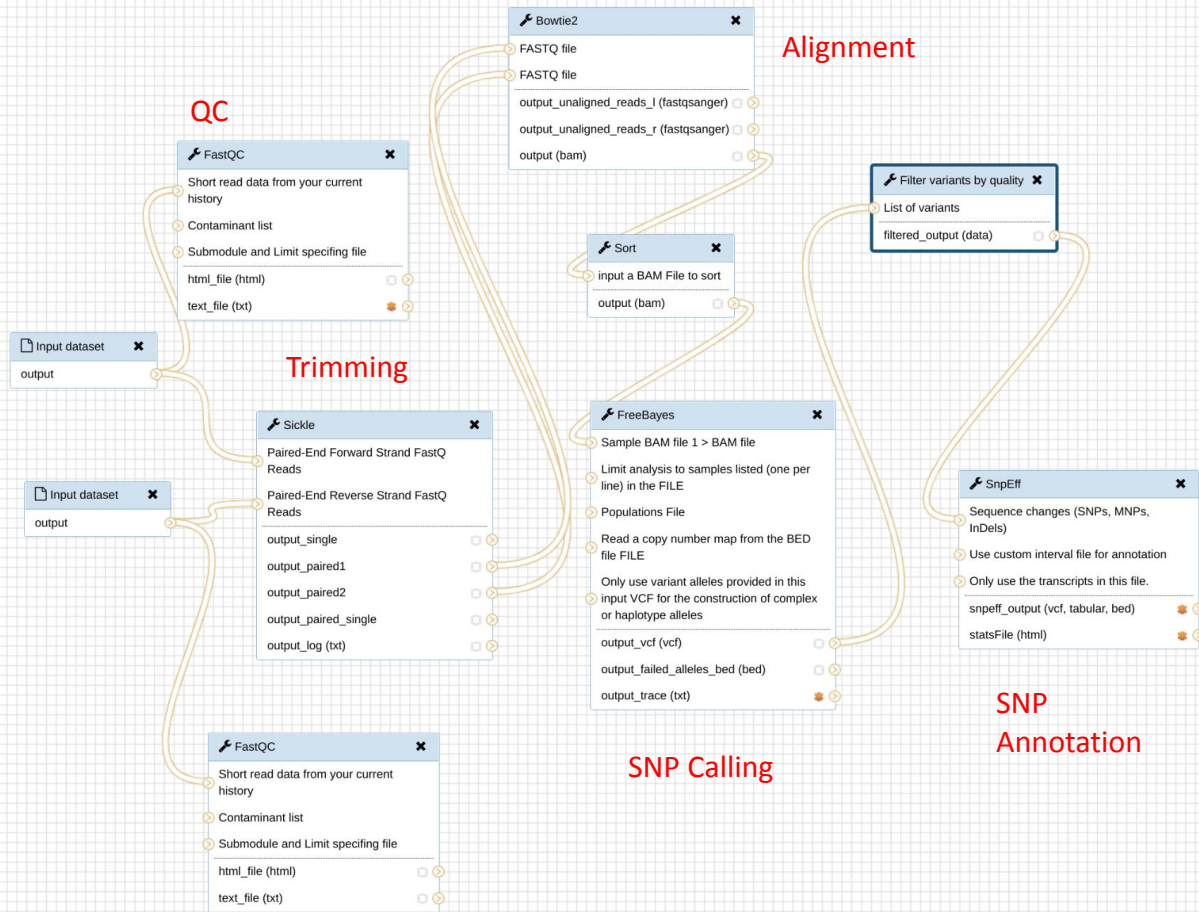 Bowtie2
FASTQ file
FASTQ file
output_unaligned_reads_l (fastqsanger)
output_unaligned_reads_r (fastqsanger)
output (bam)
Alignment
QC
FastQC
Short read data from your current
history
Contaminant list
Submodule and Limit specifing file
html_file (html)
text_file (txt)
Filter variants by quality
List of variants
filtered_output (data)
Sort
input a BAM File to sort
output (bam)
Input dataset
output
Trimming
Sickle
Paired-End Forward Strand FastQ
Reads
Paired-End Reverse Strand FastQ
Reads
output_single
output_paired1
output_paired2
output_paired_single
output_log (txt)
Input dataset
output
FreeBayes
Sample BAM file 1 > BAM file
Limit analysis to samples listed (one per
line) in the FILE
Populations File
Read a copy number map from the BED
file FILE
Only use variant alleles provided in this
input VCF for the construction of complex
or haplotype alleles
output_vcf (vcf)
output_failed_alleles_bed (bed)
output_trace (txt)
SNP Calling
SnpEff
Sequence changes (SNPs, MNPs,
InDels)
Use custom interval file for annotation
Only use the transcripts in this file.
snpeff_output (vcf, tabular, bed)
statsFile (html)
SNP
Annotation
FastQC
Short read data from your current
history
Contaminant list
Submodule and Limit specifing file
html_file (html)
text_file (txt)